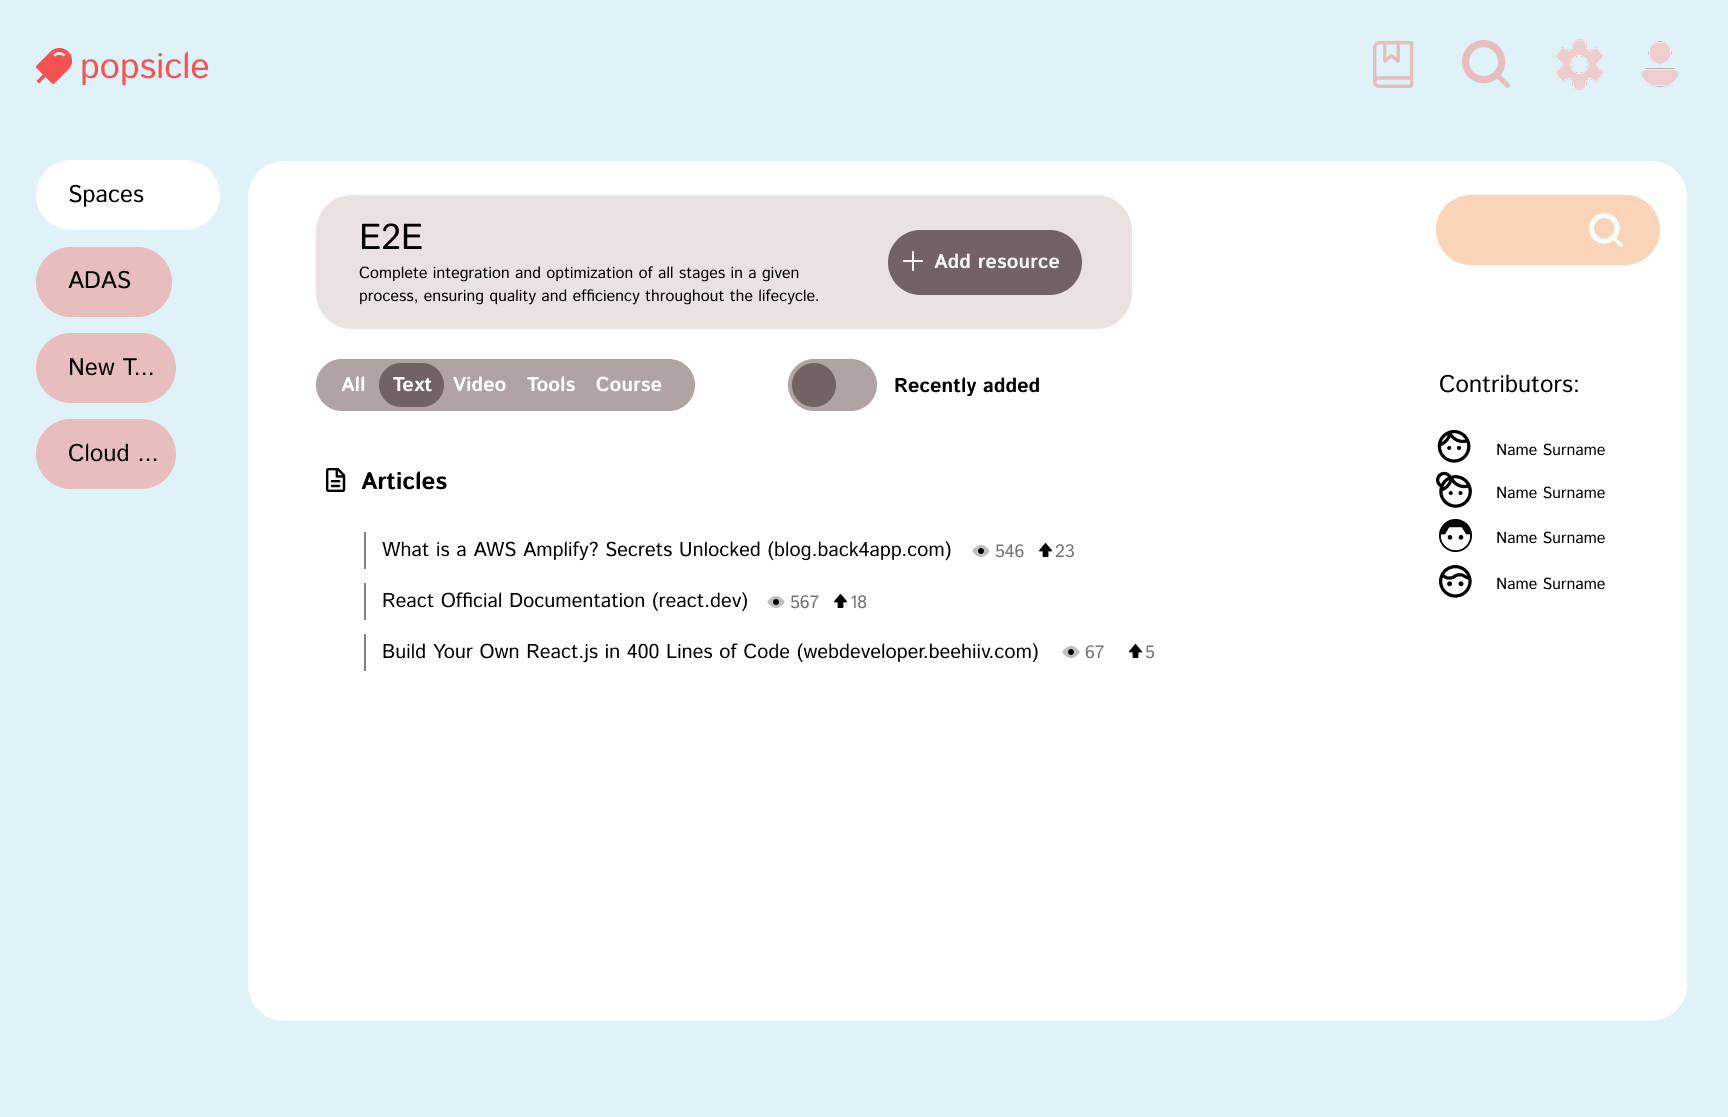 popsicle
Spaces
ADAS
New T...
Cloud ...
E2E
Complete integration and optimization of all stages in a given
process, ensuring quality and efficiency throughout the lifecycle.
Add resource
All Text Video Tools Course
Recently added
Articles
What is a AWS Amplify? Secrets Unlocked (blog.back4app.com) 546 23
React Official Documentation (react.dev) 567 18
Build Your Own React.js in 400 Lines of Code (webdeveloper.beehiiv.com) 67 5
Contributors:
Name Surname
Name Surname
Name Surname
Name Surname